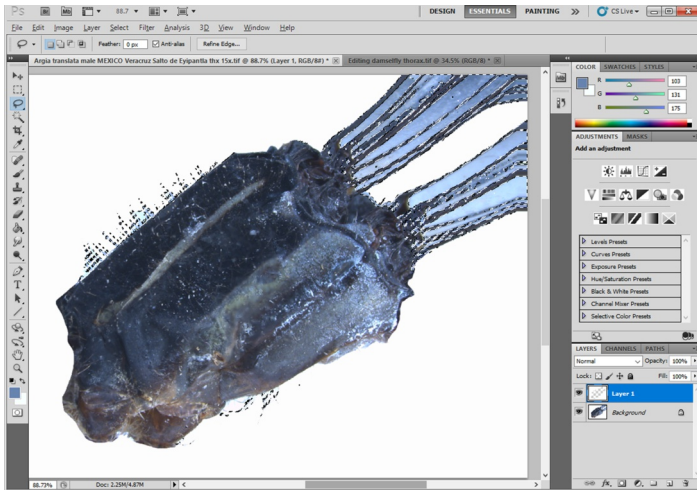 PS Br Mb 88.7 DESIGN ESSENTIALS PAINTING >> CS Live
File Edit Image Layer Select Filter Analysis 3D View Window Help
Feather: 0 px Anti-alias Refine Edge...
Argia translata male MEXICO Veracruz Salto de Eyipantla thx 15x.tif @ 88.7% (Layer 1, RGB/8#) * Editing damselfly thorax.tif @ 34.5% (RGB/8) *
COLOR SWATCHES STYLES
R 103
G 131
B 175
ADJUSTMENTS MASKS
Add an adjustment
Levels Presets
Curves Presets
Exposure Presets
Hue/Saturation Presets
Black & White Presets
Channel Mixer Presets
Selective Color Presets
LAYERS CHANNELS PATHS
Normal Opacity: 100%
Lock: Fill: 100%
Layer 1
Background
88.73% Doc: 2.25M/4.87M